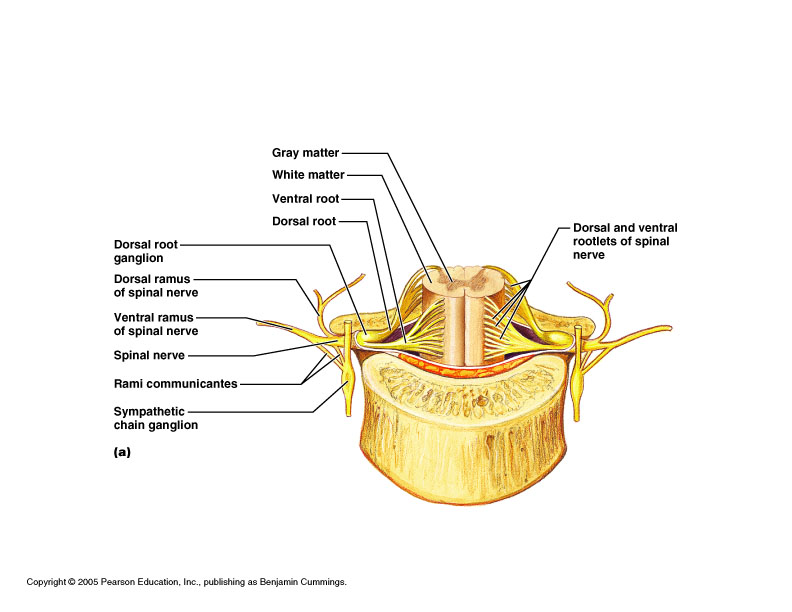 Gray matter
White matter
Ventral root
Dorsal root
Dorsal root
ganglion
Dorsal ramus
of spinal nerve
Ventral ramus
of spinal nerve
Spinal nerve
Rami communicantes
Sympathetic
chain ganglion
(a)
Dorsal and ventral
rootlets of spinal
nerve
Copyright © 2005 Pearson Education, Inc., publishing as Benjamin Cummings.